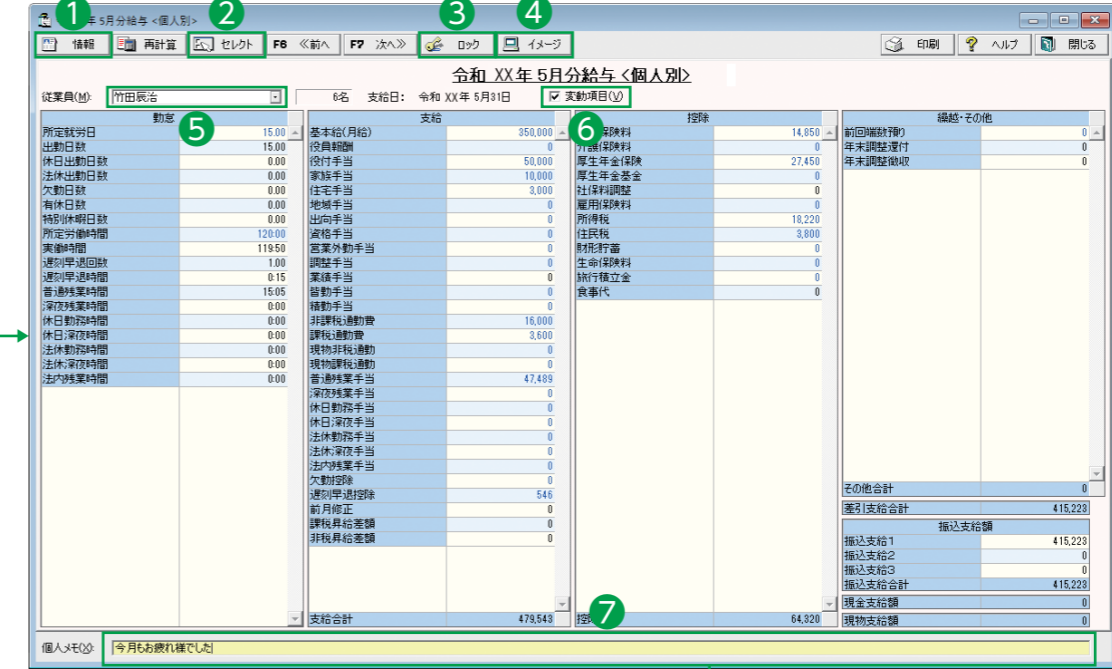 1 2 3 4
年 5月分給与 <個人別>
情報 再計算 セレクト F6 ≪前へ F7 次へ≫ ロック イメージ 印刷 ヘルプ 閉じる
令和 XX年 5月分給与 <個人別>
従業員(M): 竹田辰治 6名 支給日: 令和 XX年 5月31日 変動項目(V)
5 6
勤怠
所定就労日 15.00
出勤日数 15.00
休日出勤日数 0.00
法休出勤日数 0.00
欠勤日数 0.00
有休日数 0.00
特別休暇日数 0.00
所定労働時間 120:00
実働時間 119:50
遅刻早退回数 1.00
遅刻早退時間 0:15
普通残業時間 15:05
深夜残業時間 0:00
休日勤務時間 0:00
休日深夜時間 0:00
法休勤務時間 0:00
法休深夜時間 0:00
法内残業時間 0:00
支給
基本給(月給) 350,000
役員報酬 0
役付手当 50,000
家族手当 10,000
住宅手当 3,000
地域手当 0
出向手当 0
資格手当 0
営業外勤手当 0
調整手当 0
業績手当 0
皆勤手当 0
精勤手当 0
非課税通勤費 16,000
課税通勤費 3,600
現物非税通勤 0
現物課税通勤 0
普通残業手当 47,489
深夜残業手当 0
休日勤務手当 0
休日深夜手当 0
法休勤務手当 0
法休深夜手当 0
法内残業手当 0
欠勤控除 0
遅刻早退控除 546
前月修正 0
課税昇給差額 0
非税昇給差額 0
支給合計 479,543
控除
保険料 14,850
介護保険料 0
厚生年金保険 27,450
厚生年金基金 0
社保料調整 0
雇用保険料 0
所得税 18,220
住民税 3,800
財形貯蓄 0
生命保険料 0
旅行積立金 0
食事代 0
7
控 64,320
繰越・その他
前回端数預り 0
年末調整還付 0
年末調整徴収 0
その他合計 0
差引支給合計 415,223
振込支給額
振込支給1 415,223
振込支給2 0
振込支給3 0
振込支給合計 415,223
現金支給額 0
現物支給額 0
個人メモ(X): 今月もお疲れ様でした